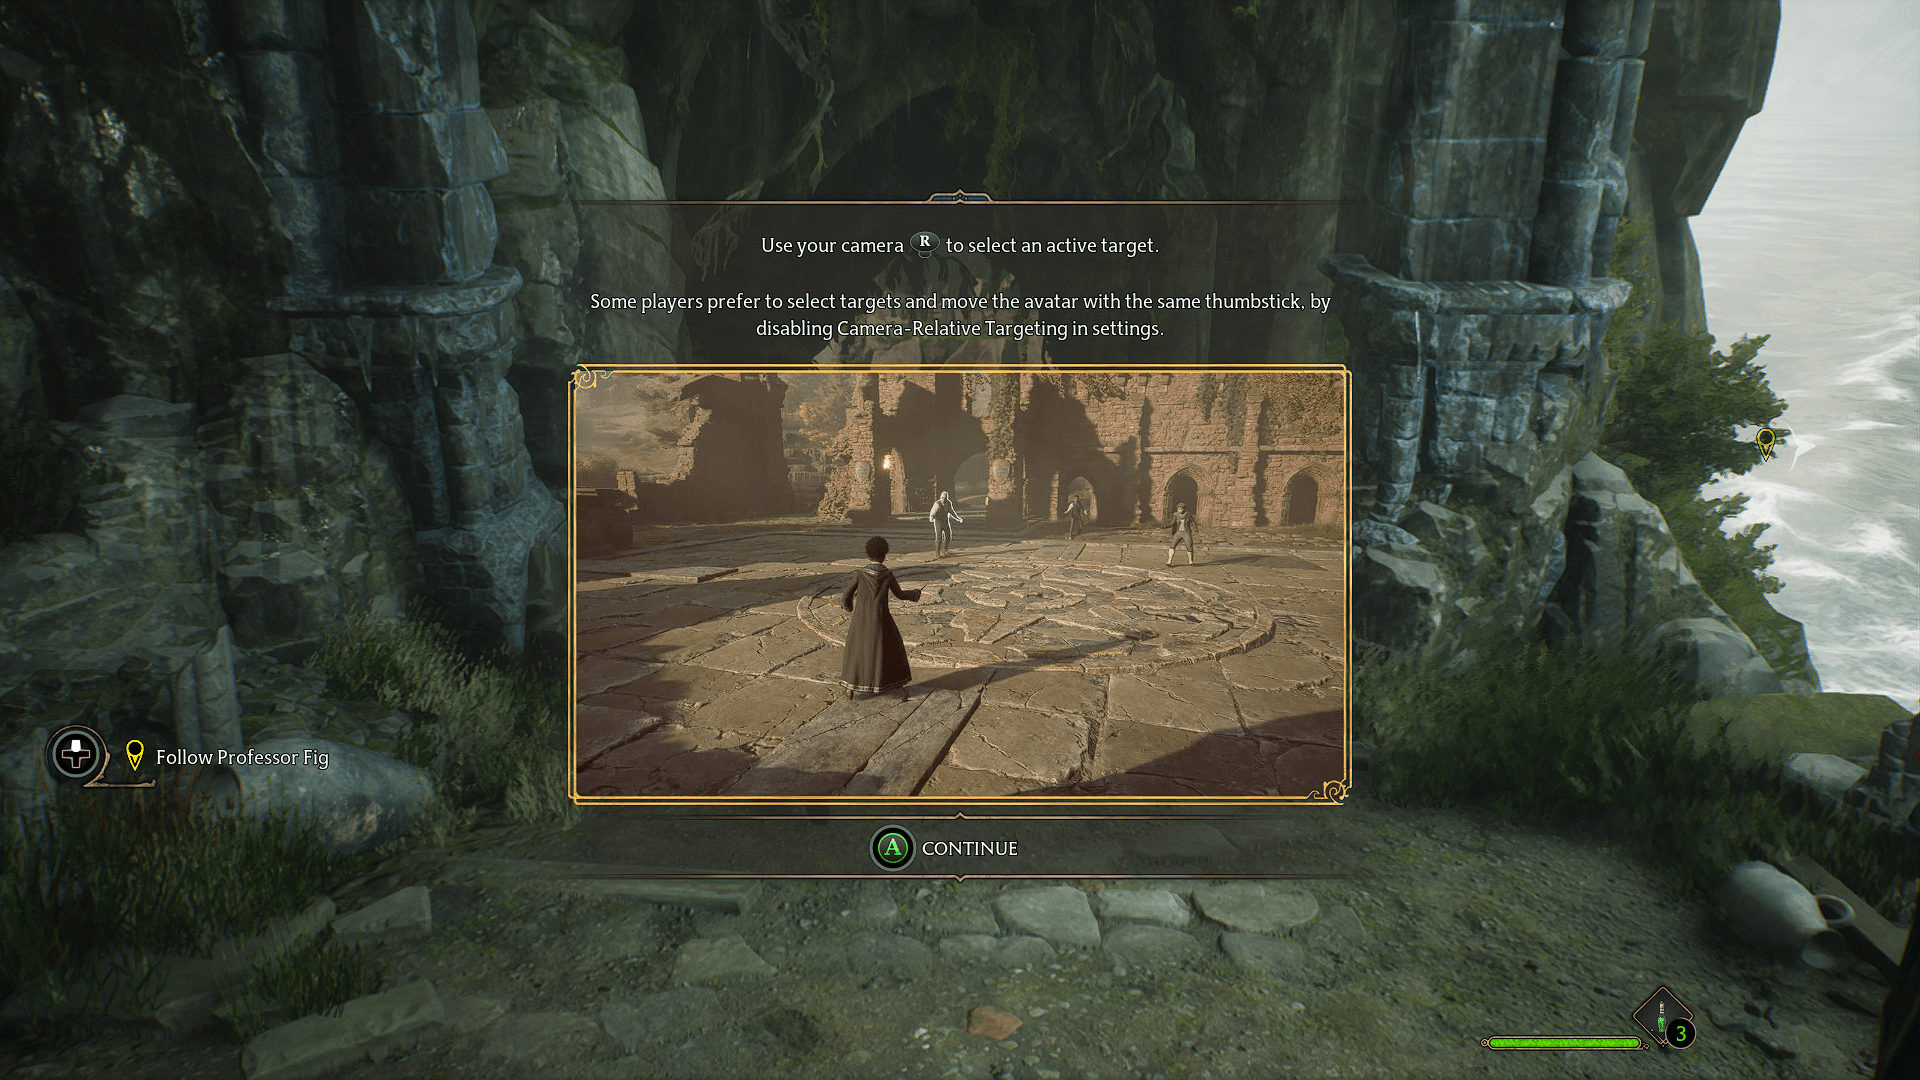 Use your camera R to select an active target.
Some players prefer to select targets and move the avatar with the same thumbstick, by
disabling Camera-Relative Targeting in settings.
Follow Professor Fig
A CONTINUE
3